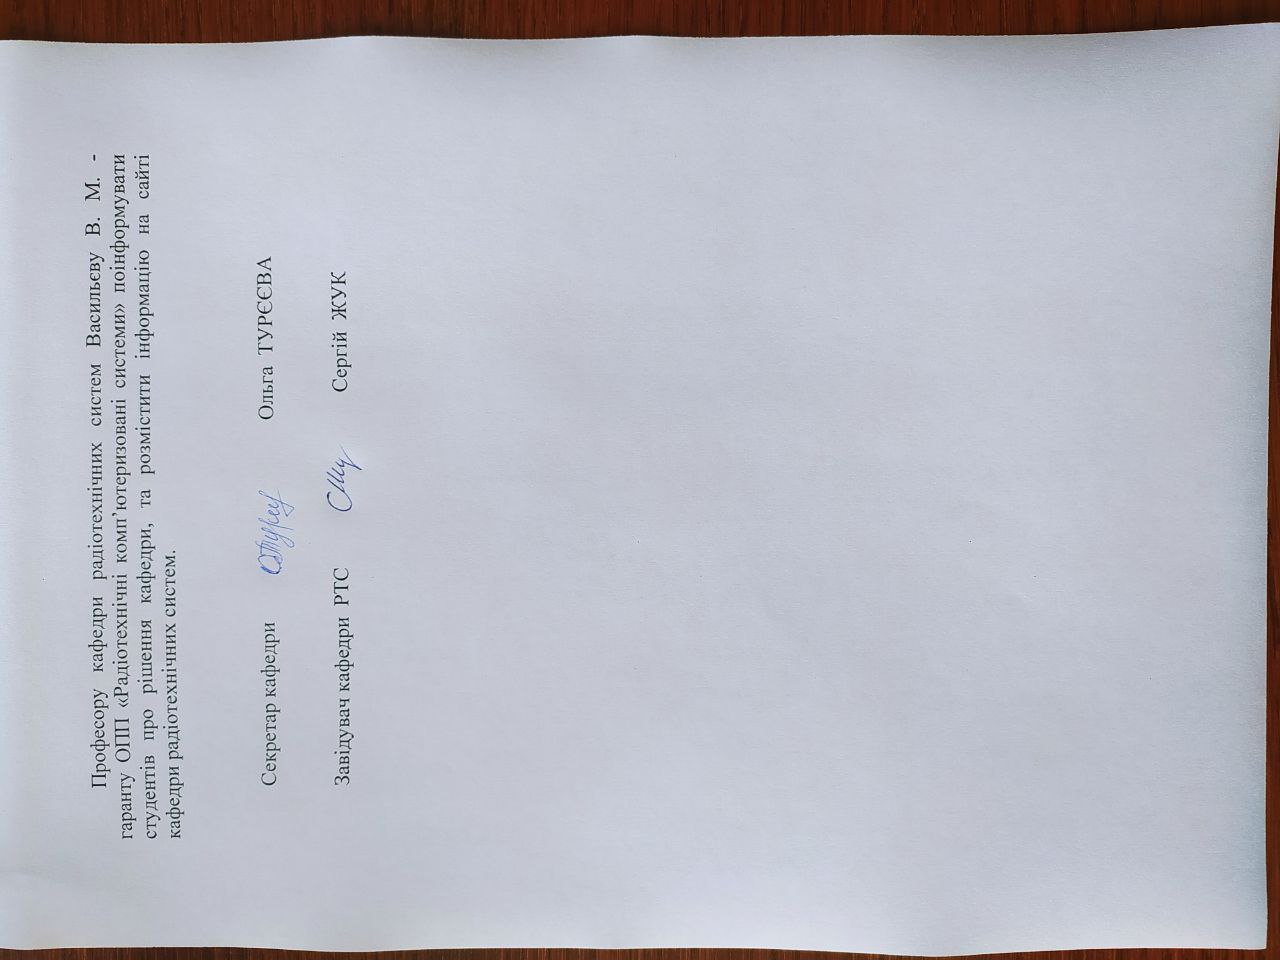 Професору кафедри радіотехнічних систем Васильєву В. М. -
гаранту ОПП «Радіотехнічні комп’ютеризовані системи» поінформувати
студентів про рішення кафедри, та розмістити інформацію на сайті
кафедри радіотехнічних систем.
Секретар кафедри Ольга ТУРЄЄВА
Завідувач кафедри РТС Сергій ЖУК